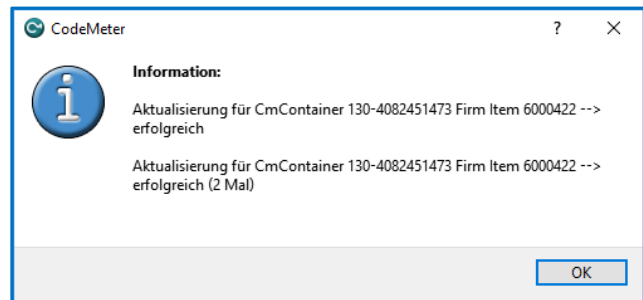 CodeMeter ?
Information:
Aktualisierung für CmContainer 130-4082451473 Firm Item 6000422 -->
erfolgreich
Aktualisierung für CmContainer 130-4082451473 Firm Item 6000422 -->
erfolgreich (2 Mal)
OK